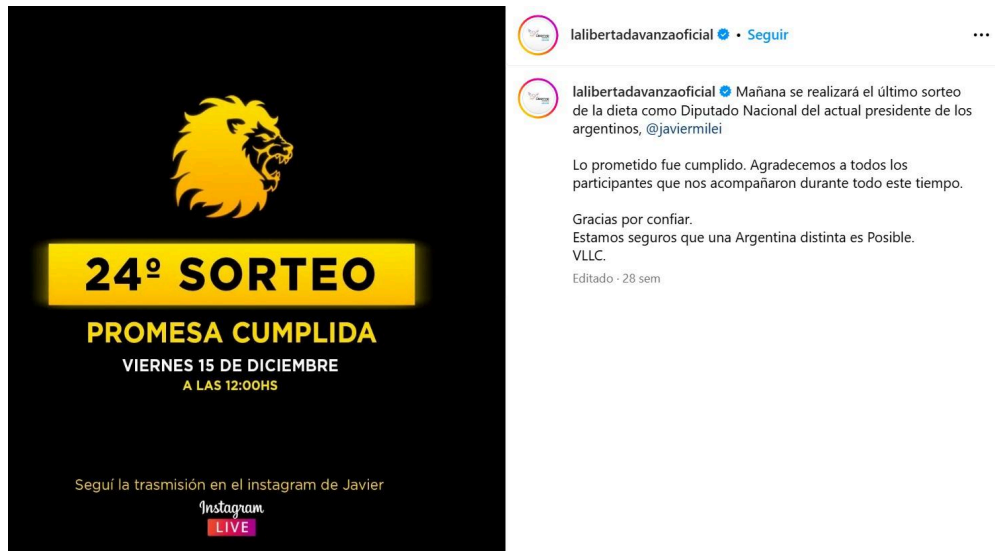 24º SORTEO
PROMESA CUMPLIDA
VIERNES 15 DE DICIEMBRE
A LAS 12:00HS
Seguí la trasmisión en el instagram de Javier
Instagram
LIVE
lalibertadavanzaoficial • Seguir
lalibertadavanzaoficial Mañana se realizará el último sorteo
de la dieta como Diputado Nacional del actual presidente de los
argentinos, @javiermilei
Lo prometido fue cumplido. Agradecemos a todos los
participantes que nos acompañaron durante todo este tiempo.
Gracias por confiar.
Estamos seguros que una Argentina distinta es Posible.
VLLC.
Editado · 28 sem